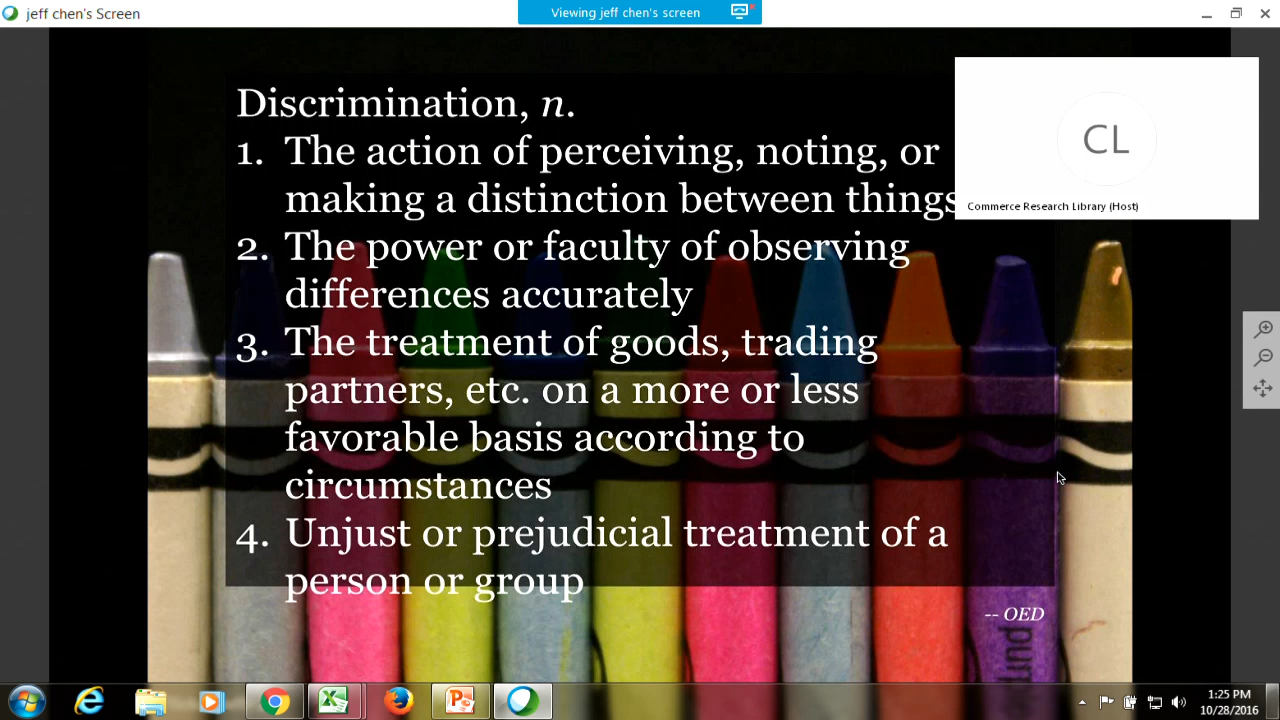 jeff chen's Screen
Viewing jeff chen's screen
Discrimination, n.
1. The action of perceiving, noting, or
making a distinction between things
2. The power or faculty of observing
differences accurately
3. The treatment of goods, trading
partners, etc. on a more or less
favorable basis according to
circumstances
4. Unjust or prejudicial treatment of a
person or group
-- OED
CL
Commerce Research Library (Host)
1:25 PM
10/28/2016